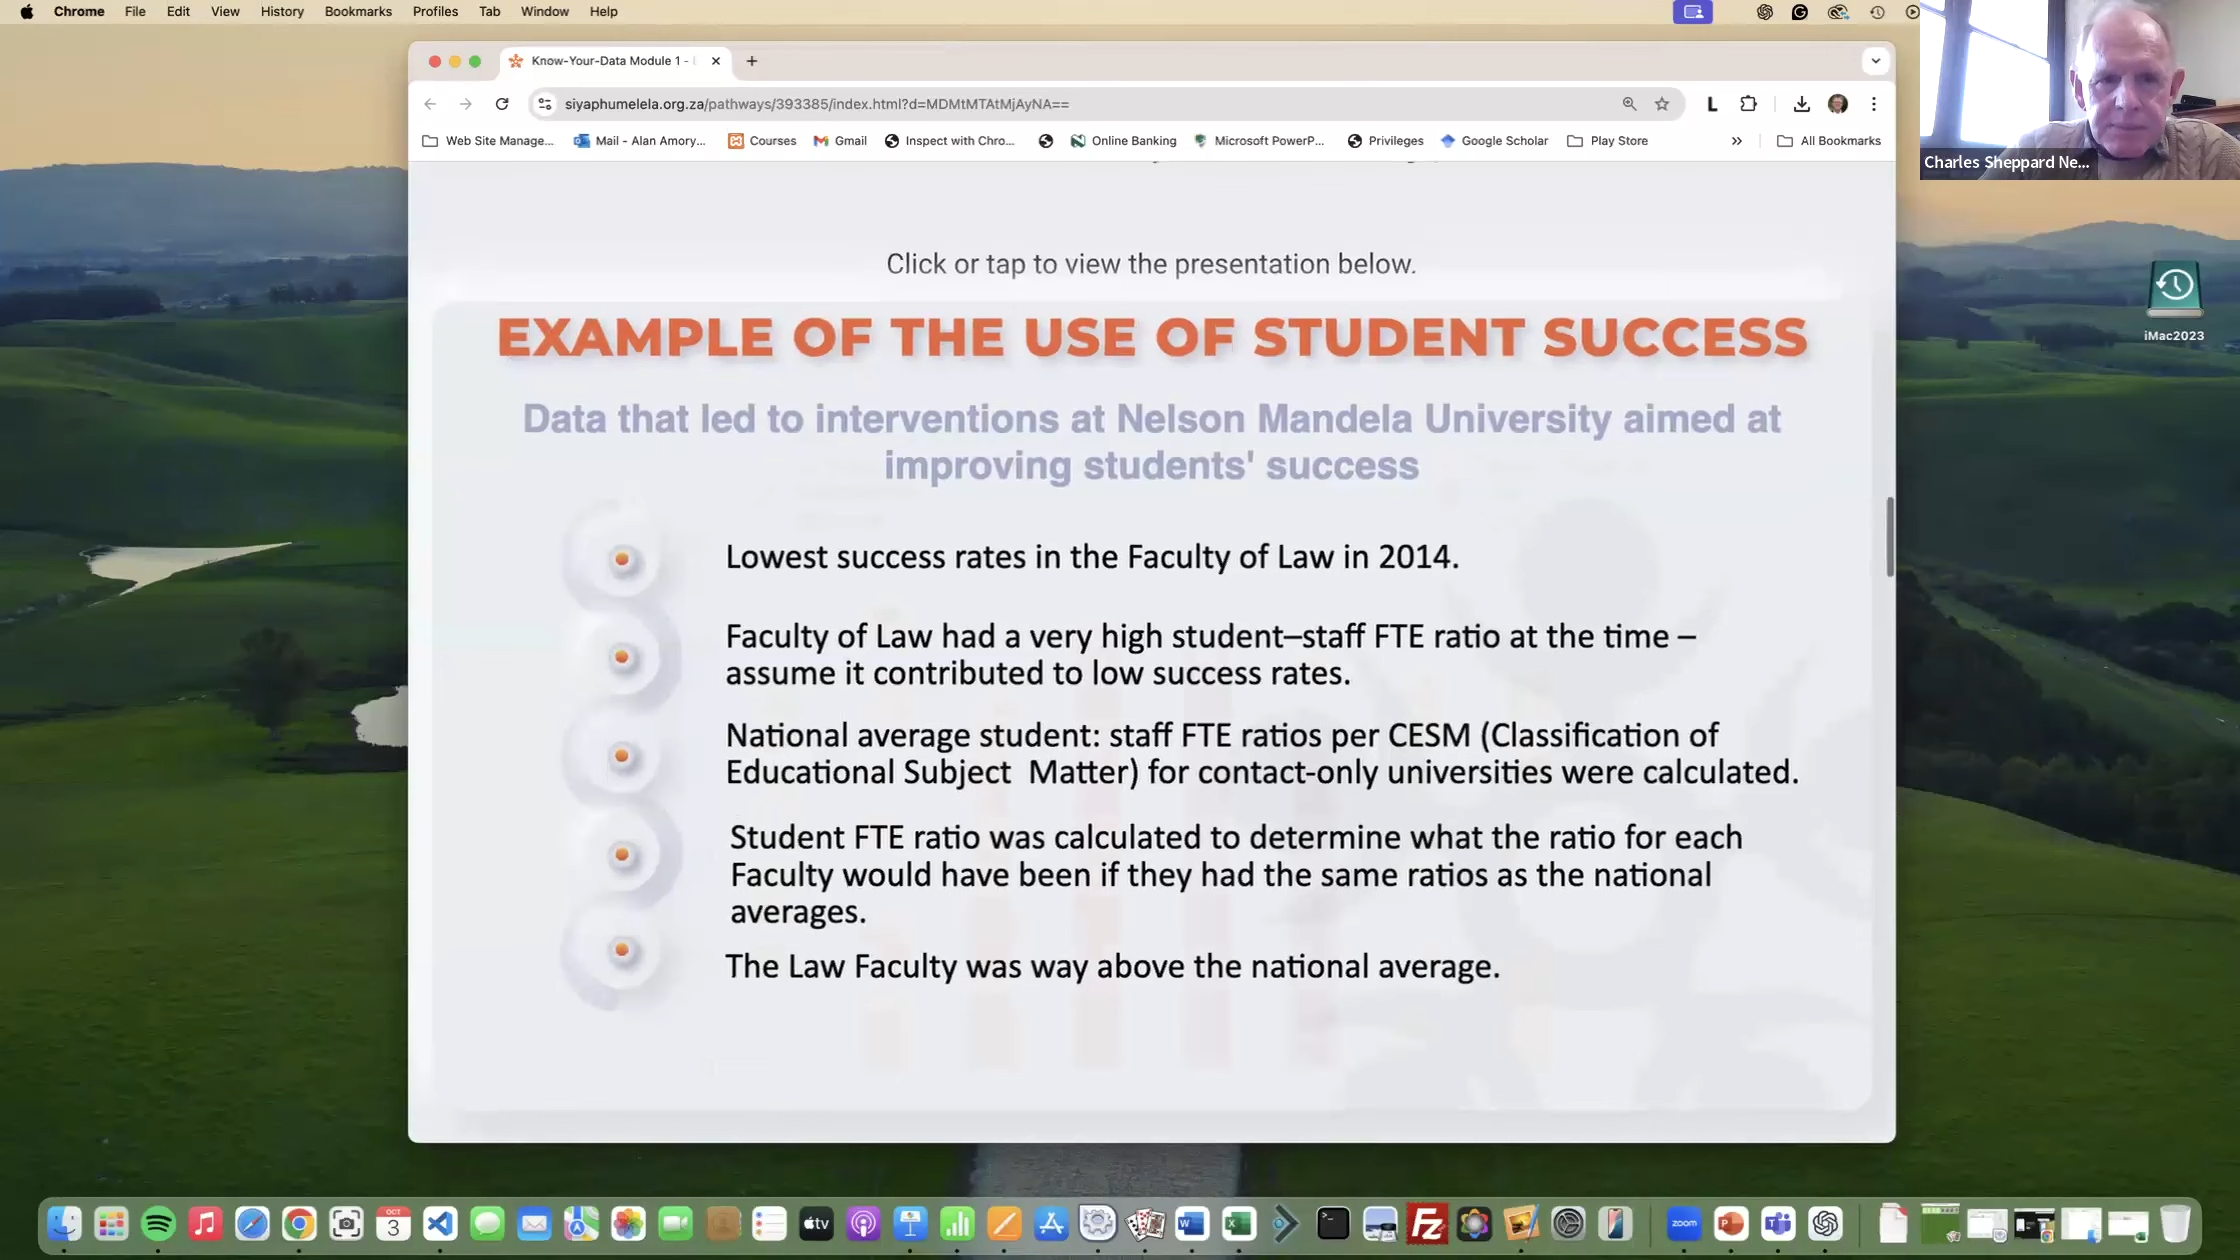 Chrome File Edit View History Bookmarks Profiles Tab Window Help
Know-Your-Data Module 1 -
siyaphumelela.org.za/pathways/393385/index.html?d=MDMtMTAtMjAyNA==
Web Site Manage... Mail - Alan Amory... Courses Gmail Inspect with Chro... Online Banking Microsoft PowerP... Privileges Google Scholar Play Store » All Bookmarks
Charles Sheppard Ne...
iMac2023
Click or tap to view the presentation below.
EXAMPLE OF THE USE OF STUDENT SUCCESS
Data that led to interventions at Nelson Mandela University aimed at
improving students' success
Lowest success rates in the Faculty of Law in 2014.
Faculty of Law had a very high student–staff FTE ratio at the time –
assume it contributed to low success rates.
National average student: staff FTE ratios per CESM (Classification of
Educational Subject  Matter) for contact-only universities were calculated.
Student FTE ratio was calculated to determine what the ratio for each
Faculty would have been if they had the same ratios as the national
averages.
The Law Faculty was way above the national average.
OCT
3
tv
zoom